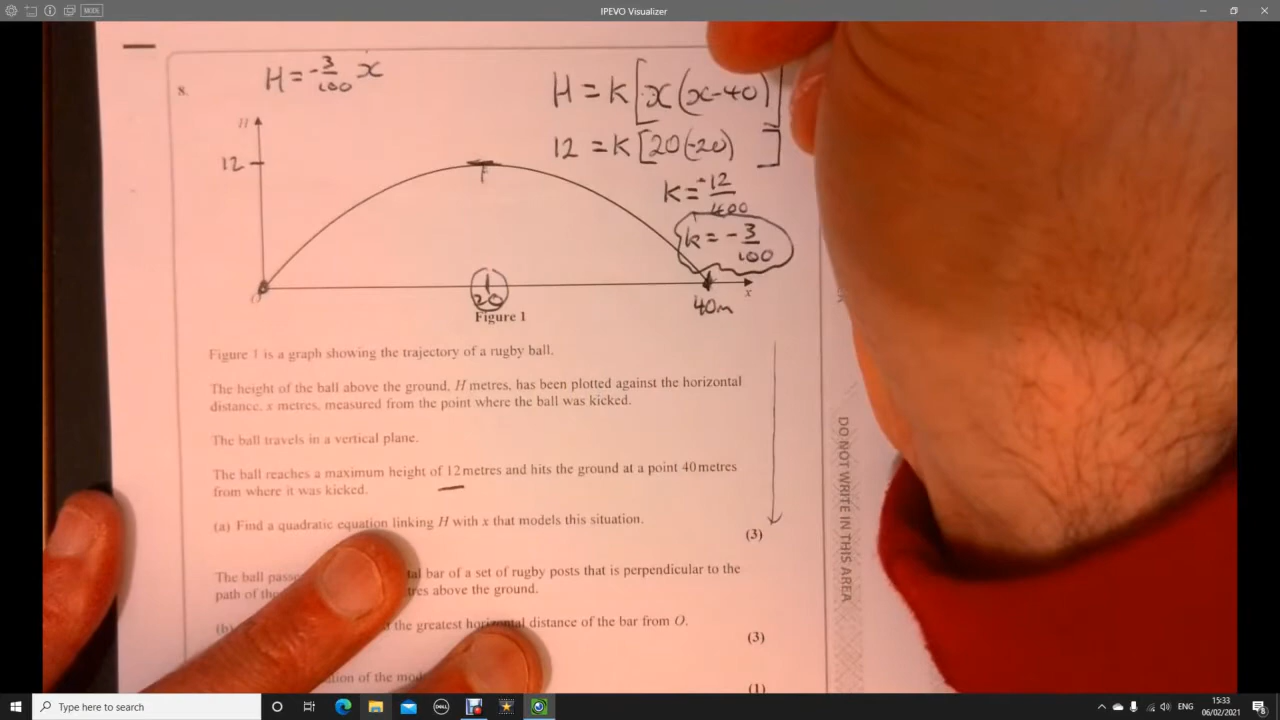 IPEVO Visualizer
MODE
H = -3/100 x
8.
H = k[x(x-40)]
12 = k[20(-20) ]
k = -12/400
k = -3/100
H
12
20
40m
x
O
Figure 1
Figure 1 is a graph showing the trajectory of a rugby ball.
The height of the ball above the ground, H metres, has been plotted against the horizontal
distance, x metres, measured from the point where the ball was kicked.
The ball travels in a vertical plane.
The ball reaches a maximum height of 12 metres and hits the ground at a point 40 metres
from where it was kicked.
(a) Find a quadratic equation linking H with x that models this situation.
(3)
The ball bar of a set of rugby posts that is perpendicular to the
path of above the ground.
(b) the greatest horizontal distance of the bar from O.
(3)
of the
(1)
DO NOT WRITE IN THIS AREA
Type here to search
DELL
ENG
15:33
06/02/2021
8